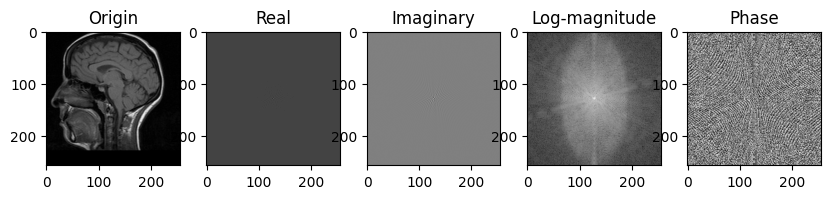 Origin Real Imaginary Log-magnitude Phase
0 0 0 0 0
100 100 100 100 100
200 200 200 200 200
0 100 200 0 100 200 0 100 200 0 100 200 0 100 200